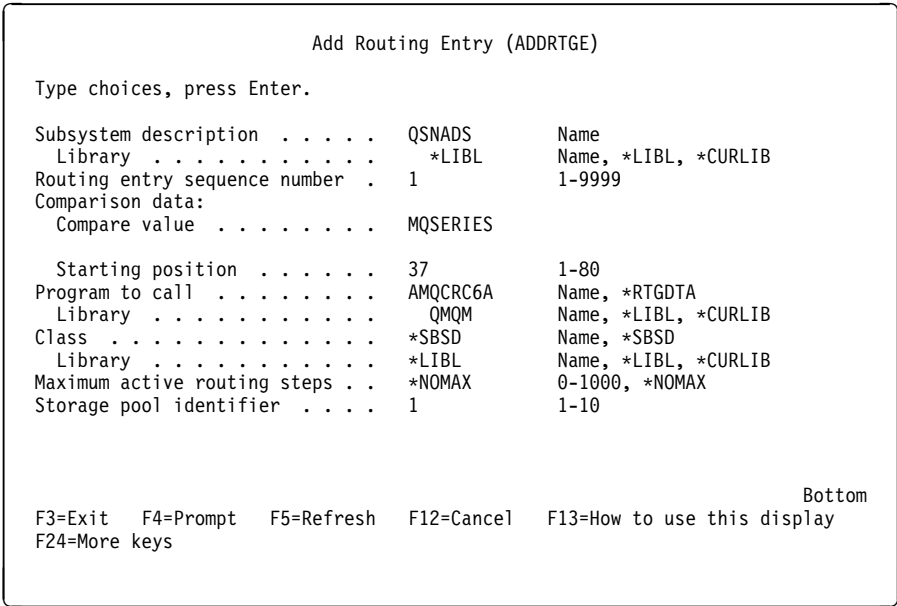 Add Routing Entry (ADDRTGE)
Type choices, press Enter.
Subsystem description . . . . . QSNADS Name
Library . . . . . . . . . . . *LIBL Name, *LIBL, *CURLIB
Routing entry sequence number . 1 1-9999
Comparison data:
Compare value . . . . . . . . MQSERIES
Starting position . . . . . . 37 1-80
Program to call . . . . . . . . AMQCRC6A Name, *RTGDTA
Library . . . . . . . . . . . QMQM Name, *LIBL, *CURLIB
Class . . . . . . . . . . . . . *SBSD Name, *SBSD
Library . . . . . . . . . . . *LIBL Name, *LIBL, *CURLIB
Maximum active routing steps . . *NOMAX 0-1000, *NOMAX
Storage pool identifier . . . . 1 1-10
Bottom
F3=Exit F4=Prompt F5=Refresh F12=Cancel F13=How to use this display
F24=More keys